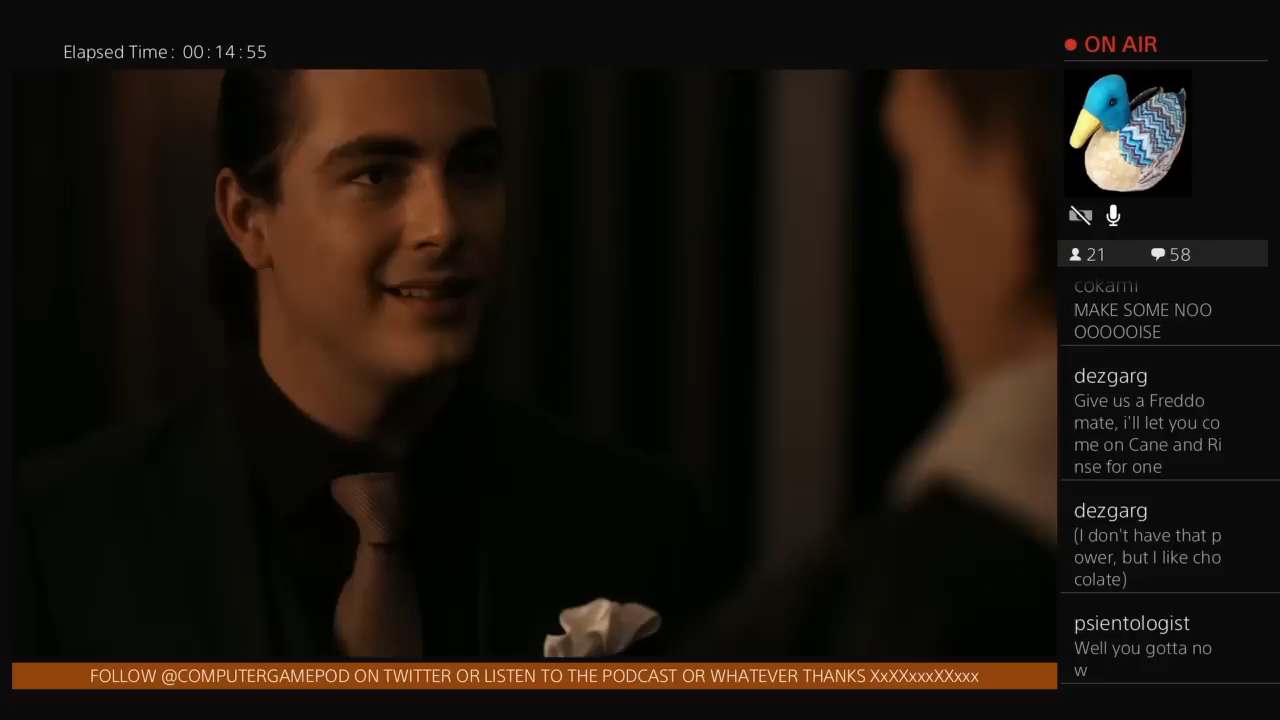 Elapsed Time: 00:14:55
ON AIR
21 58
cokami
MAKE SOME NOO
OOOOOISE
dezgarg
Give us a Freddo
mate, i'll let you co
me on Cane and Ri
nse for one
dezgarg
(I don't have that p
ower, but I like cho
colate)
psientologist
Well you gotta no
w
FOLLOW @COMPUTERGAMEPOD ON TWITTER OR LISTEN TO THE PODCAST OR WHATEVER THANKS XxXXxxxXXxxx